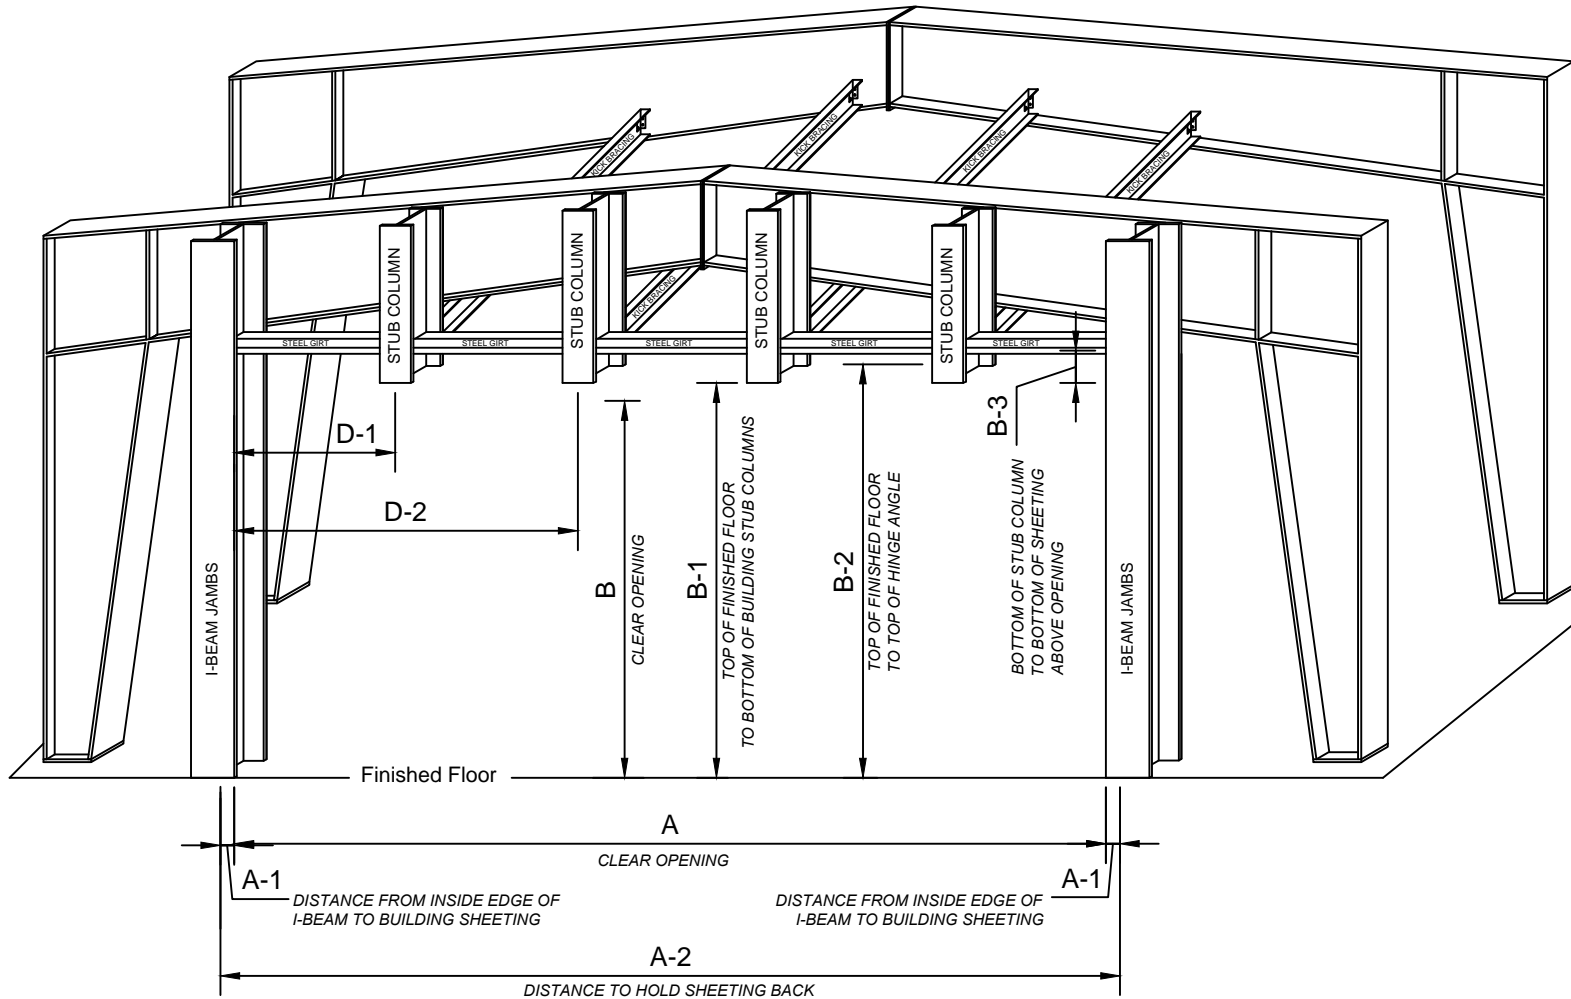 KICK BRACING
KICK BRACING
KICK BRACING
KICK BRACING
STUB COLUMN
STUB COLUMN
STUB COLUMN
STUB COLUMN
KICK BRACING
STEEL GIRT
STEEL GIRT
STEEL GIRT
STEEL GIRT
STEEL GIRT
D-1
D-2
I-BEAM JAMBS
B
CLEAR OPENING
B-1
TOP OF FINISHED FLOOR
TO BOTTOM OF BUILDING STUB COLUMNS
B-2
TOP OF FINISHED FLOOR
TO TOP OF HINGE ANGLE
B-3
BOTTOM OF STUB COLUMN
TO BOTTOM OF SHEETING
ABOVE OPENING
I-BEAM JAMBS
Finished Floor
A
CLEAR OPENING
A-1
DISTANCE FROM INSIDE EDGE OF
I-BEAM TO BUILDING SHEETING
A-1
DISTANCE FROM INSIDE EDGE OF
I-BEAM TO BUILDING SHEETING
A-2
DISTANCE TO HOLD SHEETING BACK